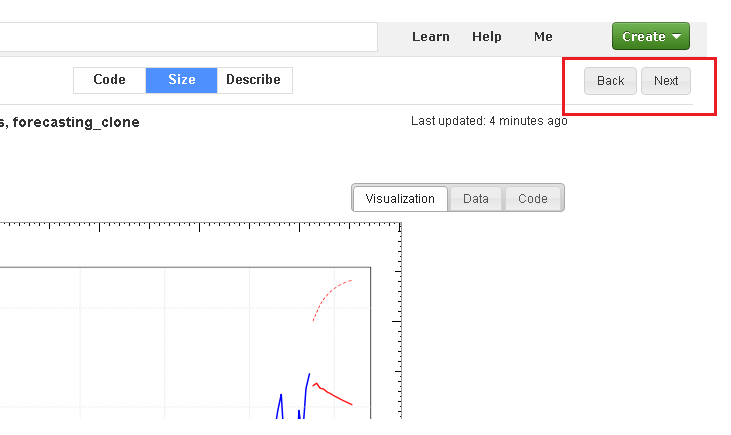 Learn Help Me Create
Code Size Describe Back Next
s, forecasting_clone Last updated: 4 minutes ago
Visualization Data Code